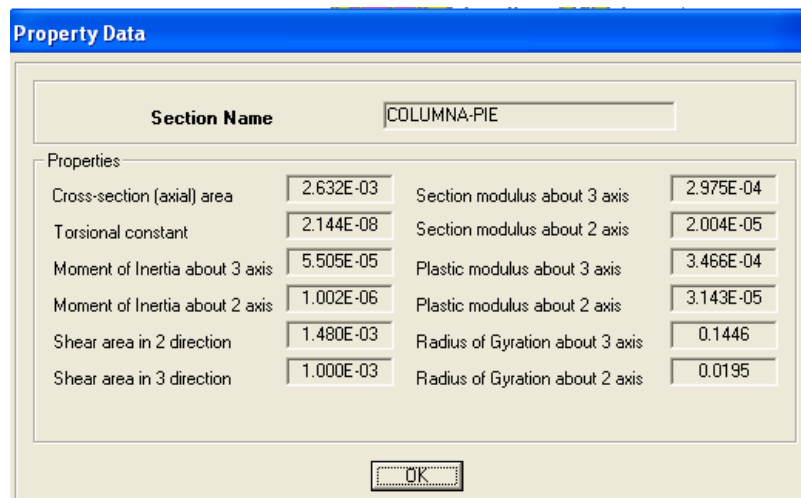 Property Data
Section Name COLUMNA-PIE
Properties
Cross-section (axial) area 2.632E-03 Section modulus about 3 axis 2.975E-04
Torsional constant 2.144E-08 Section modulus about 2 axis 2.004E-05
Moment of Inertia about 3 axis 5.505E-05 Plastic modulus about 3 axis 3.466E-04
Moment of Inertia about 2 axis 1.002E-06 Plastic modulus about 2 axis 3.143E-05
Shear area in 2 direction 1.480E-03 Radius of Gyration about 3 axis 0.1446
Shear area in 3 direction 1.000E-03 Radius of Gyration about 2 axis 0.0195
OK